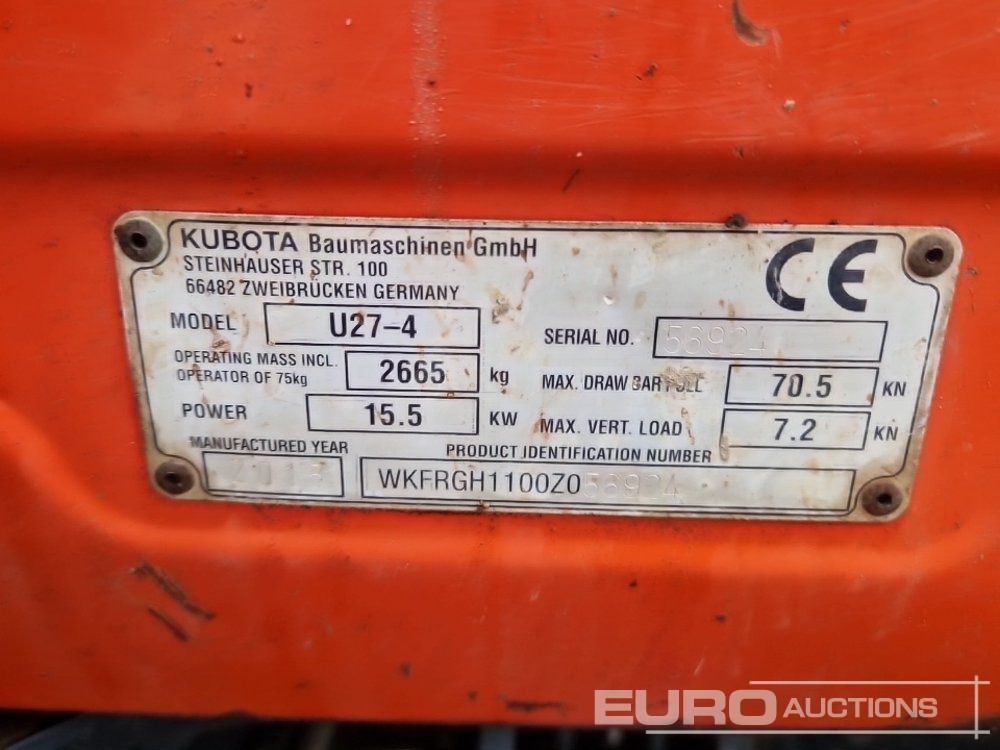 KUBOTA Baumaschinen GmbH
STEINHAUSER STR. 100
66482 ZWEIBRÜCKEN GERMANY
CE
MODEL U27-4
SERIAL NO. 56924
OPERATING MASS INCL. OPERATOR OF 75kg 2665 kg
MAX. DRAW BAR PULL 70.5 KN
POWER 15.5 KW
MAX. VERT. LOAD 7.2 KN
MANUFACTURED YEAR
PRODUCT IDENTIFICATION NUMBER
WKFRGH1100Z056924
EURO AUCTIONS